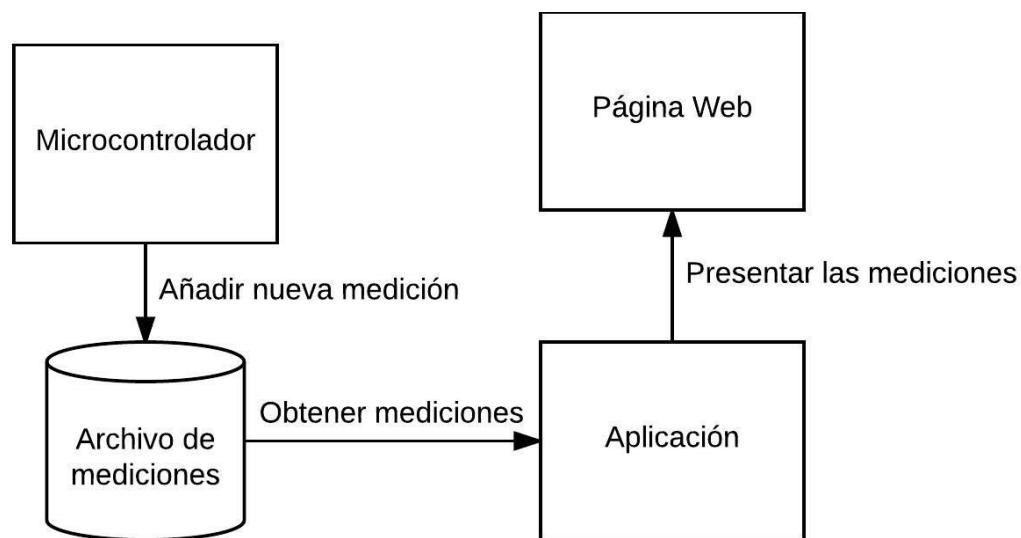 Microcontrolador
Página Web
Añadir nueva medición
Presentar las mediciones
Archivo de
mediciones
Obtener mediciones
Aplicación